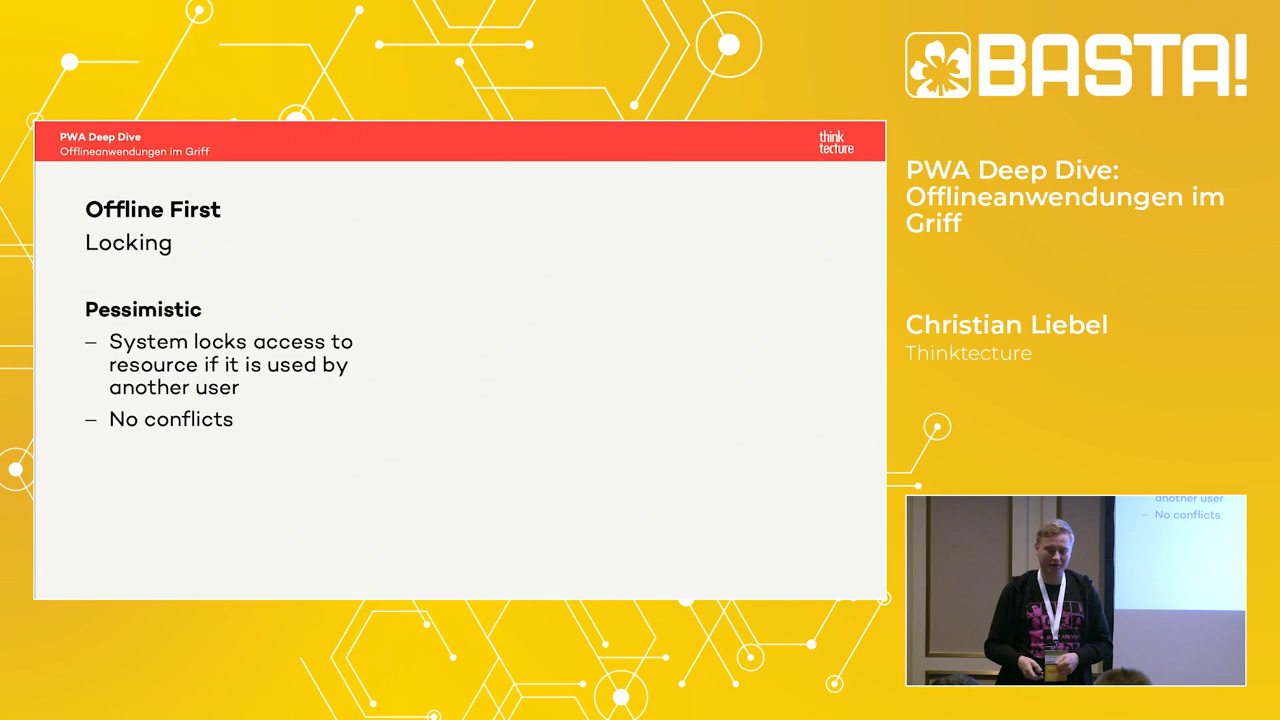 BASTA!
PWA Deep Dive
Offlineanwendungen im Griff
think
tecture
Offline First
Locking
Pessimistic
– System locks access to
resource if it is used by
another user
– No conflicts
PWA Deep Dive:
Offlineanwendungen im
Griff
Christian Liebel
Thinktecture
another user
– No conflicts